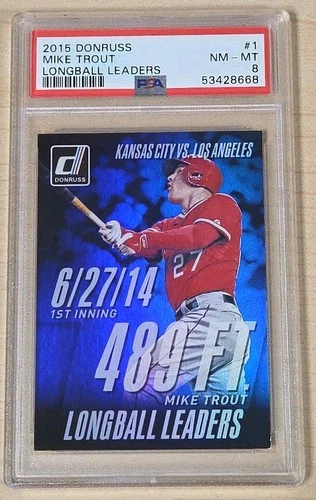 2015 DONRUSS #1
MIKE TROUT NM - MT
LONGBALL LEADERS 8
PSA 53428668
d
DONRUSS
KANSAS CITY VS. LOS ANGELES
27
6/27/14
1ST INNING
489 FT.
MIKE TROUT
LONGBALL LEADERS